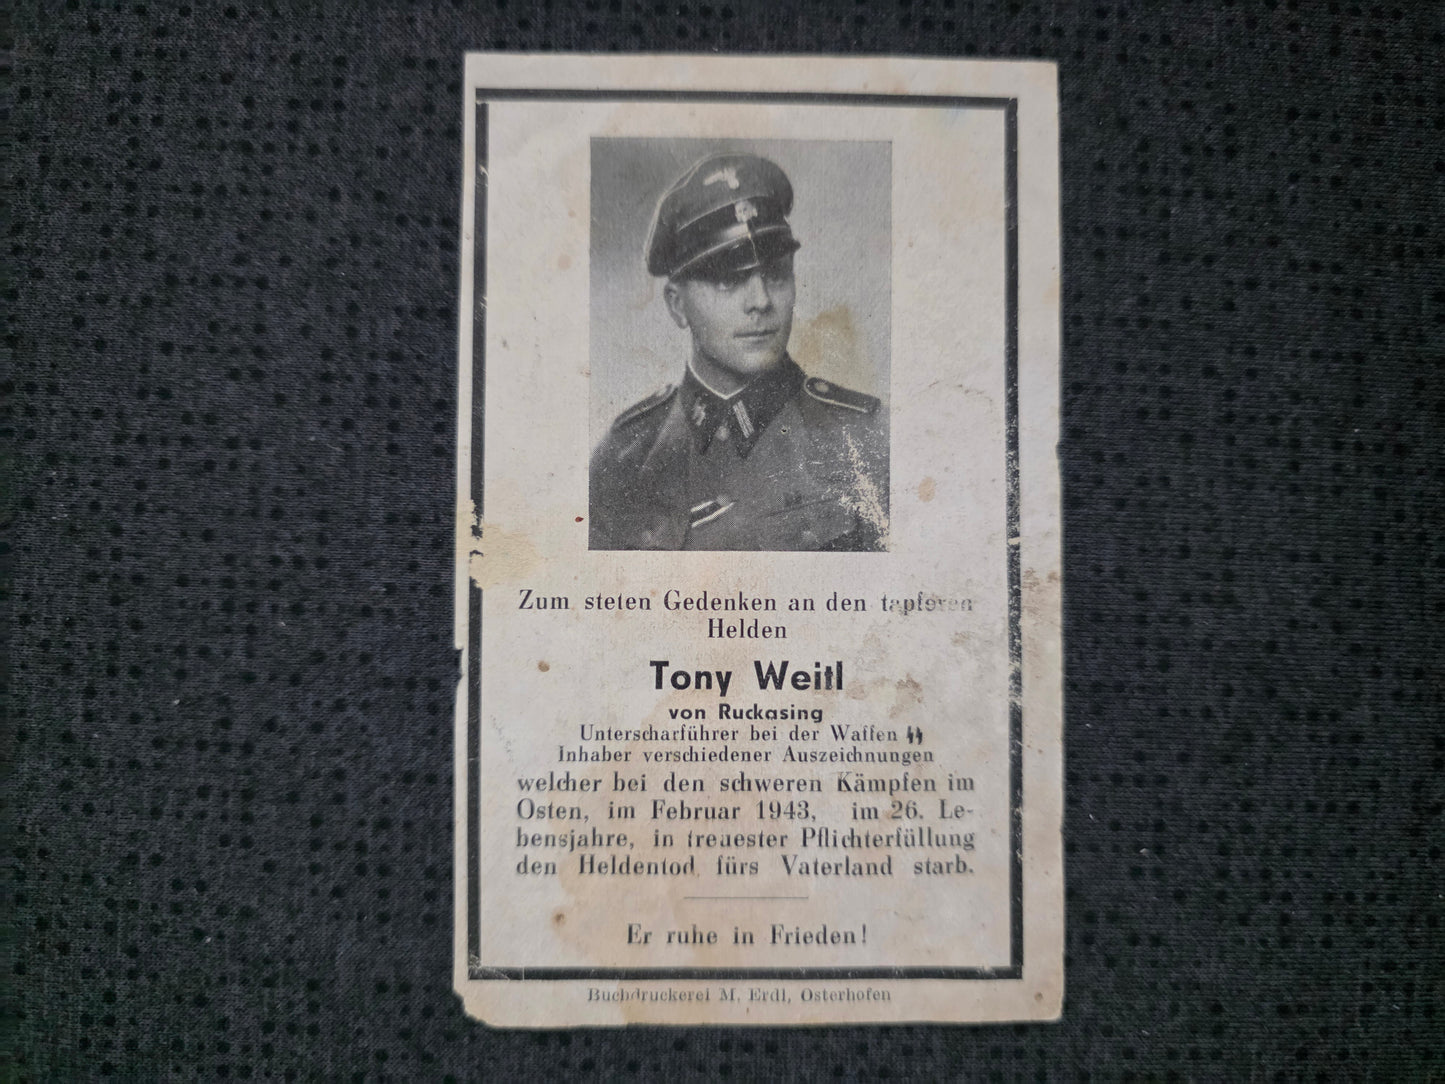 Zum steten Gedenken an den tapferen
Helden
Tony Weitl
von Ruckasing
Unterscharführer bei der Waffen ᛋᛋ
Inhaber verschiedener Auszeichnungen
welcher bei den schweren Kämpfen im
Osten, im Februar 1943, im 26. Le-
bensjahre, in treuester Pflichterfüllung
den Heldentod fürs Vaterland starb.
Er ruhe in Frieden!
Buchdruckerei M. Erdl, Osterhofen